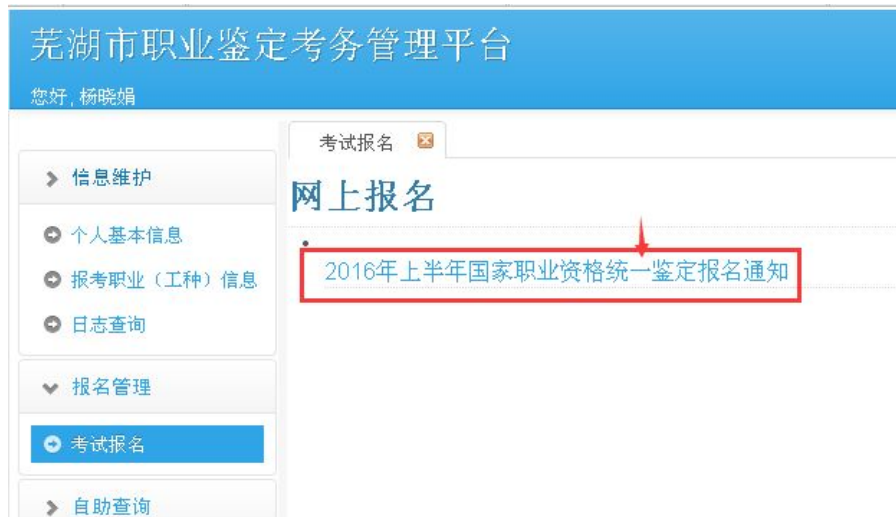 芜湖市职业鉴定考务管理平台
您好,杨晓娟
考试报名
信息维护
网上报名
个人基本信息
2016年上半年国家职业资格统一鉴定报名通知
报考职业（工种）信息
日志查询
报名管理
考试报名
自助查询